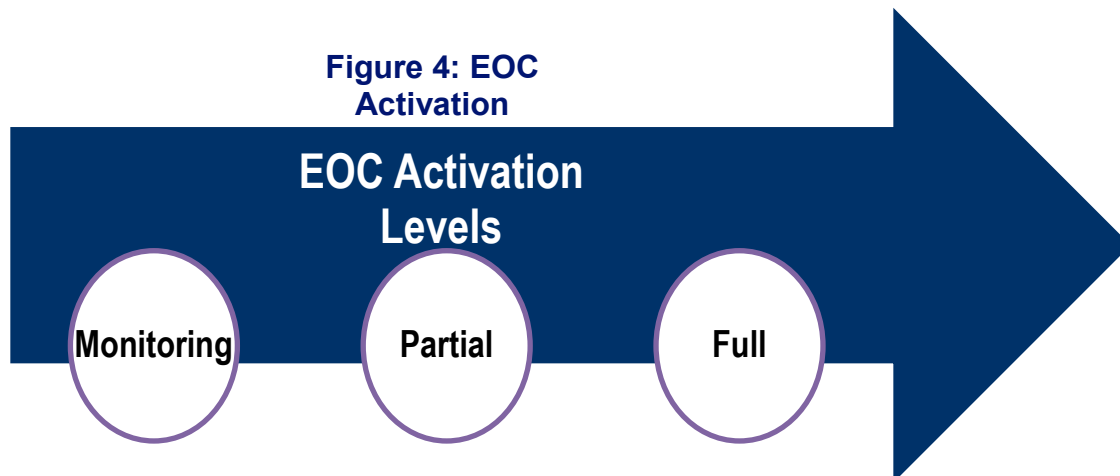 Figure 4: EOC
Activation
EOC Activation
Levels
Monitoring
Partial
Full